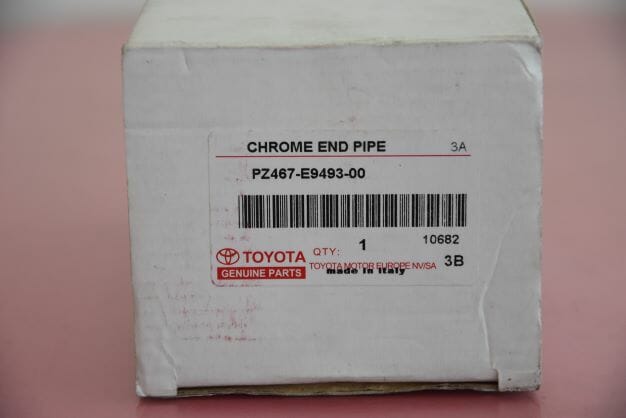 CHROME END PIPE 3A
PZ467-E9493-00
TOYOTA QTY: 1 10682
GENUINE PARTS TOYOTA MOTOR EUROPE NV/SA 3B
made in italy